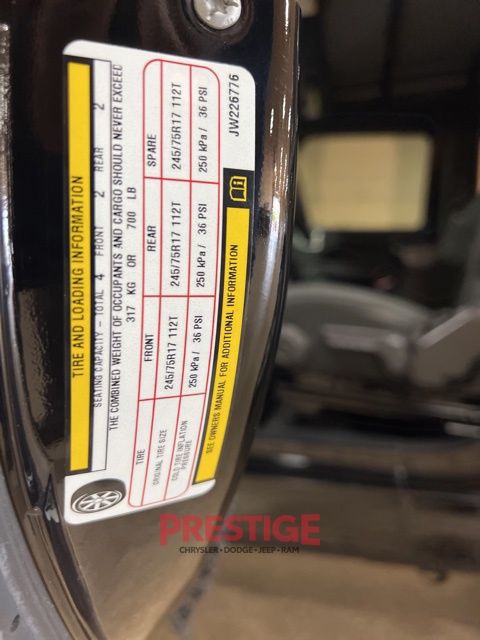 TIRE AND LOADING INFORMATION
SEATING CAPACITY - TOTAL 4 FRONT 2 REAR 2
THE COMBINED WEIGHT OF OCCUPANTS AND CARGO SHOULD NEVER EXCEED
317 KG OR 700 LB
TIRE FRONT REAR SPARE
ORIGINAL TIRE SIZE 245/75R17 112T 245/75R17 112T 245/75R17 112T
COLD TIRE INFLATION PRESSURE 250 kPa / 36 PSI 250 kPa / 36 PSI 250 kPa / 36 PSI
SEE OWNERS MANUAL FOR ADDITIONAL INFORMATION
JW226776
PRESTIGE
CHRYSLER • DODGE • JEEP • RAM